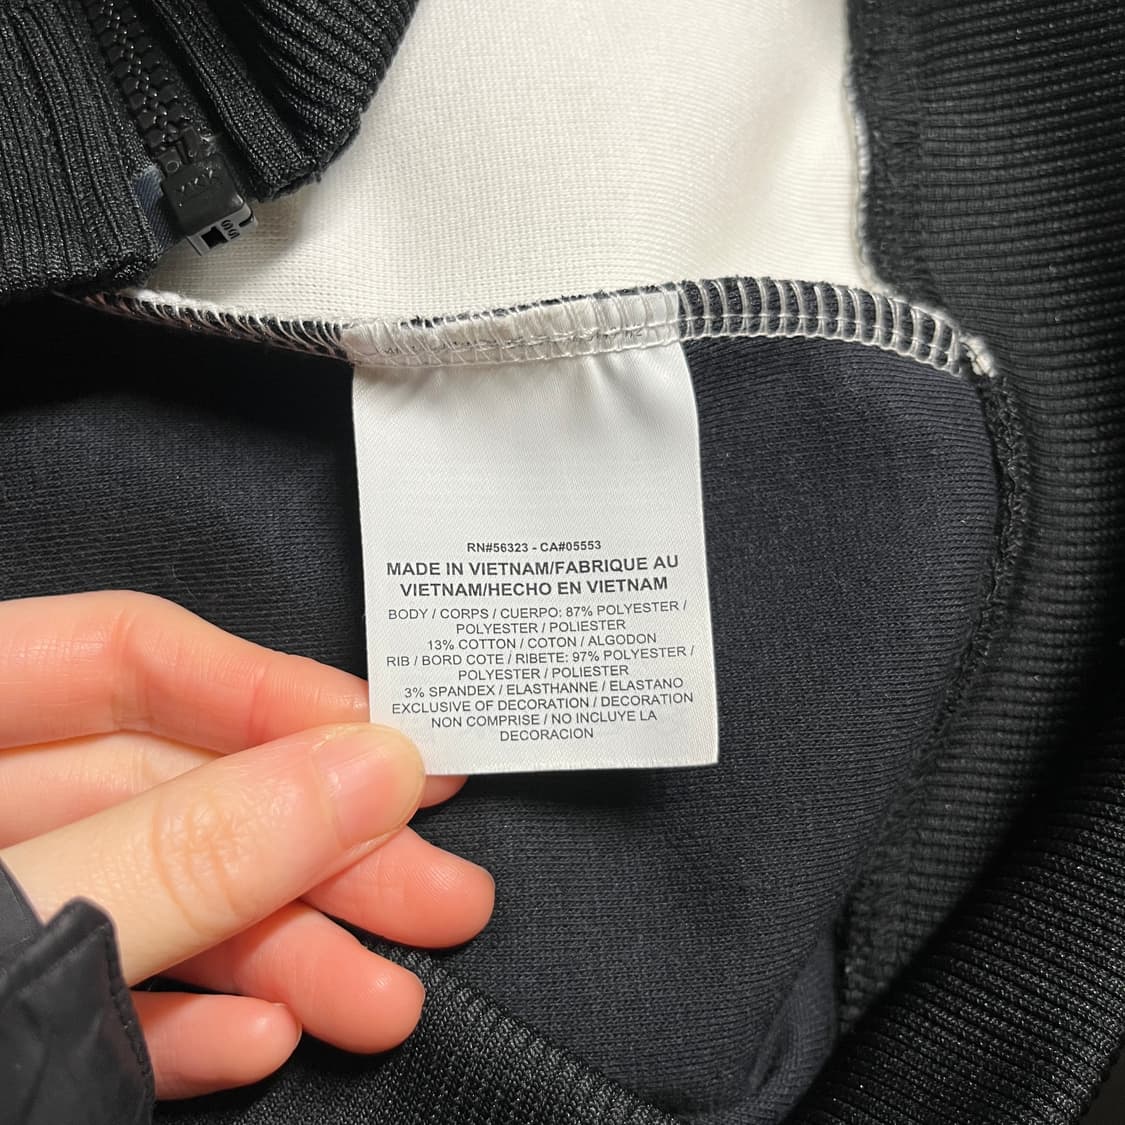 YKK
RN#56323 - CA#05553
MADE IN VIETNAM/FABRIQUE AU
VIETNAM/HECHO EN VIETNAM
BODY / CORPS / CUERPO: 87% POLYESTER /
POLYESTER / POLIESTER
13% COTTON / COTON / ALGODON
RIB / BORD COTE / RIBETE: 97% POLYESTER /
POLYESTER / POLIESTER
3% SPANDEX / ELASTHANNE / ELASTANO
EXCLUSIVE OF DECORATION / DECORATION
NON COMPRISE / NO INCLUYE LA
DECORACION